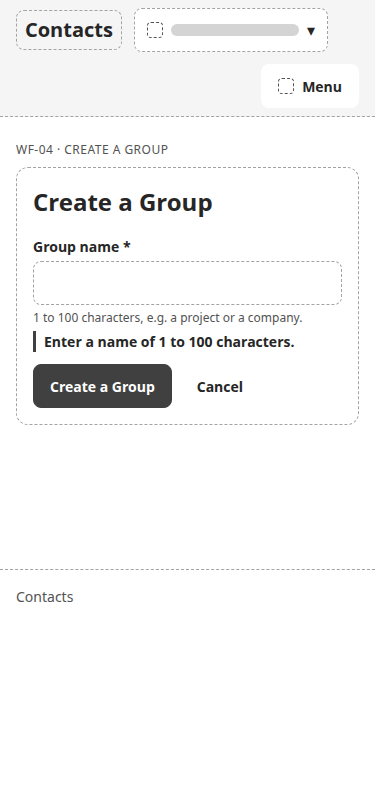 Contacts ▾
Menu
WF-04 · CREATE A GROUP
Create a Group
Group name *
1 to 100 characters, e.g. a project or a company.
Enter a name of 1 to 100 characters.
Create a Group Cancel
Contacts